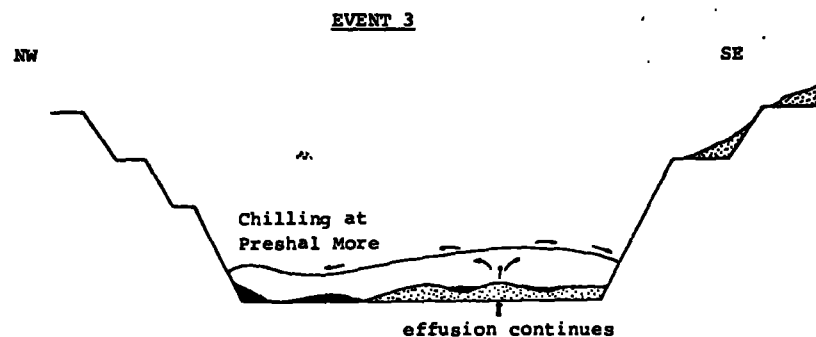 EVENT 3
NW
SE
Chilling at
Preshal More
effusion continues